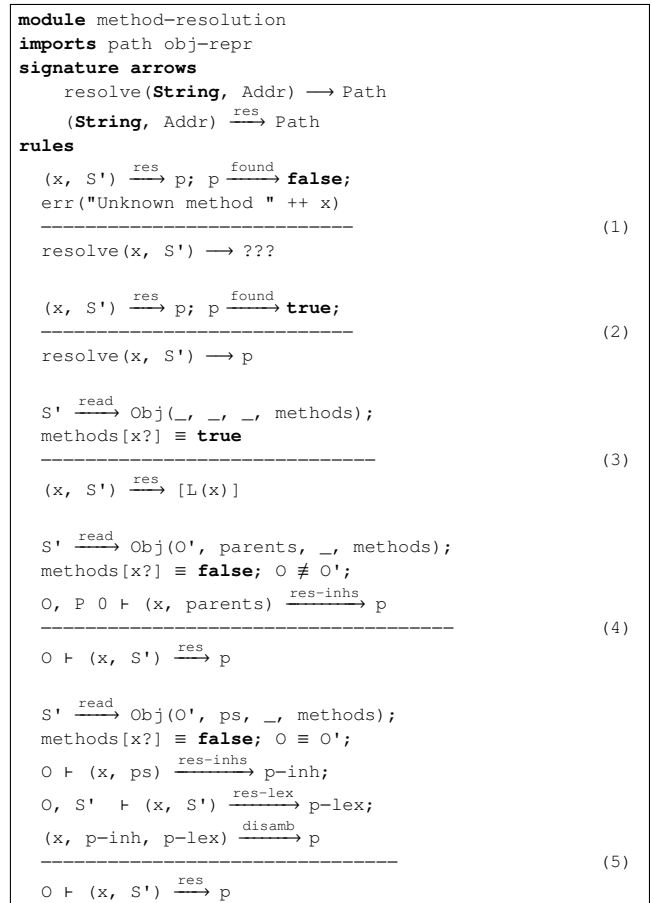 module method−resolution
imports path obj−repr
signature arrows
resolve(String, Addr) ⟶ Path
(String, Addr) —res→ Path
rules
(x, S') —res→ p; p —found→ false;
err("Unknown method " ++ x)
−−−−−−−−−−−−−−−−−−−−−−−−−−−− (1)
resolve(x, S') ⟶ ???
(x, S') —res→ p; p —found→ true;
−−−−−−−−−−−−−−−−−−−−−−−−−−−− (2)
resolve(x, S') ⟶ p
S' —read→ Obj(_, _, _, methods);
methods[x?] ≡ true
−−−−−−−−−−−−−−−−−−−−−−−−−−−−−− (3)
(x, S') —res→ [L(x)]
S' —read→ Obj(O', parents, _, methods);
methods[x?] ≡ false; O ≢ O';
O, P 0 ⊢ (x, parents) —res-inhs→ p
−−−−−−−−−−−−−−−−−−−−−−−−−−−−−−−−−−−−− (4)
O ⊢ (x, S') —res→ p
S' —read→ Obj(O', ps, _, methods);
methods[x?] ≡ false; O ≡ O';
O ⊢ (x, ps) —res-inhs→ p−inh;
O, S' ⊢ (x, S') —res-lex→ p−lex;
(x, p−inh, p−lex) —disamb→ p
−−−−−−−−−−−−−−−−−−−−−−−−−−−−−−−− (5)
O ⊢ (x, S') —res→ p